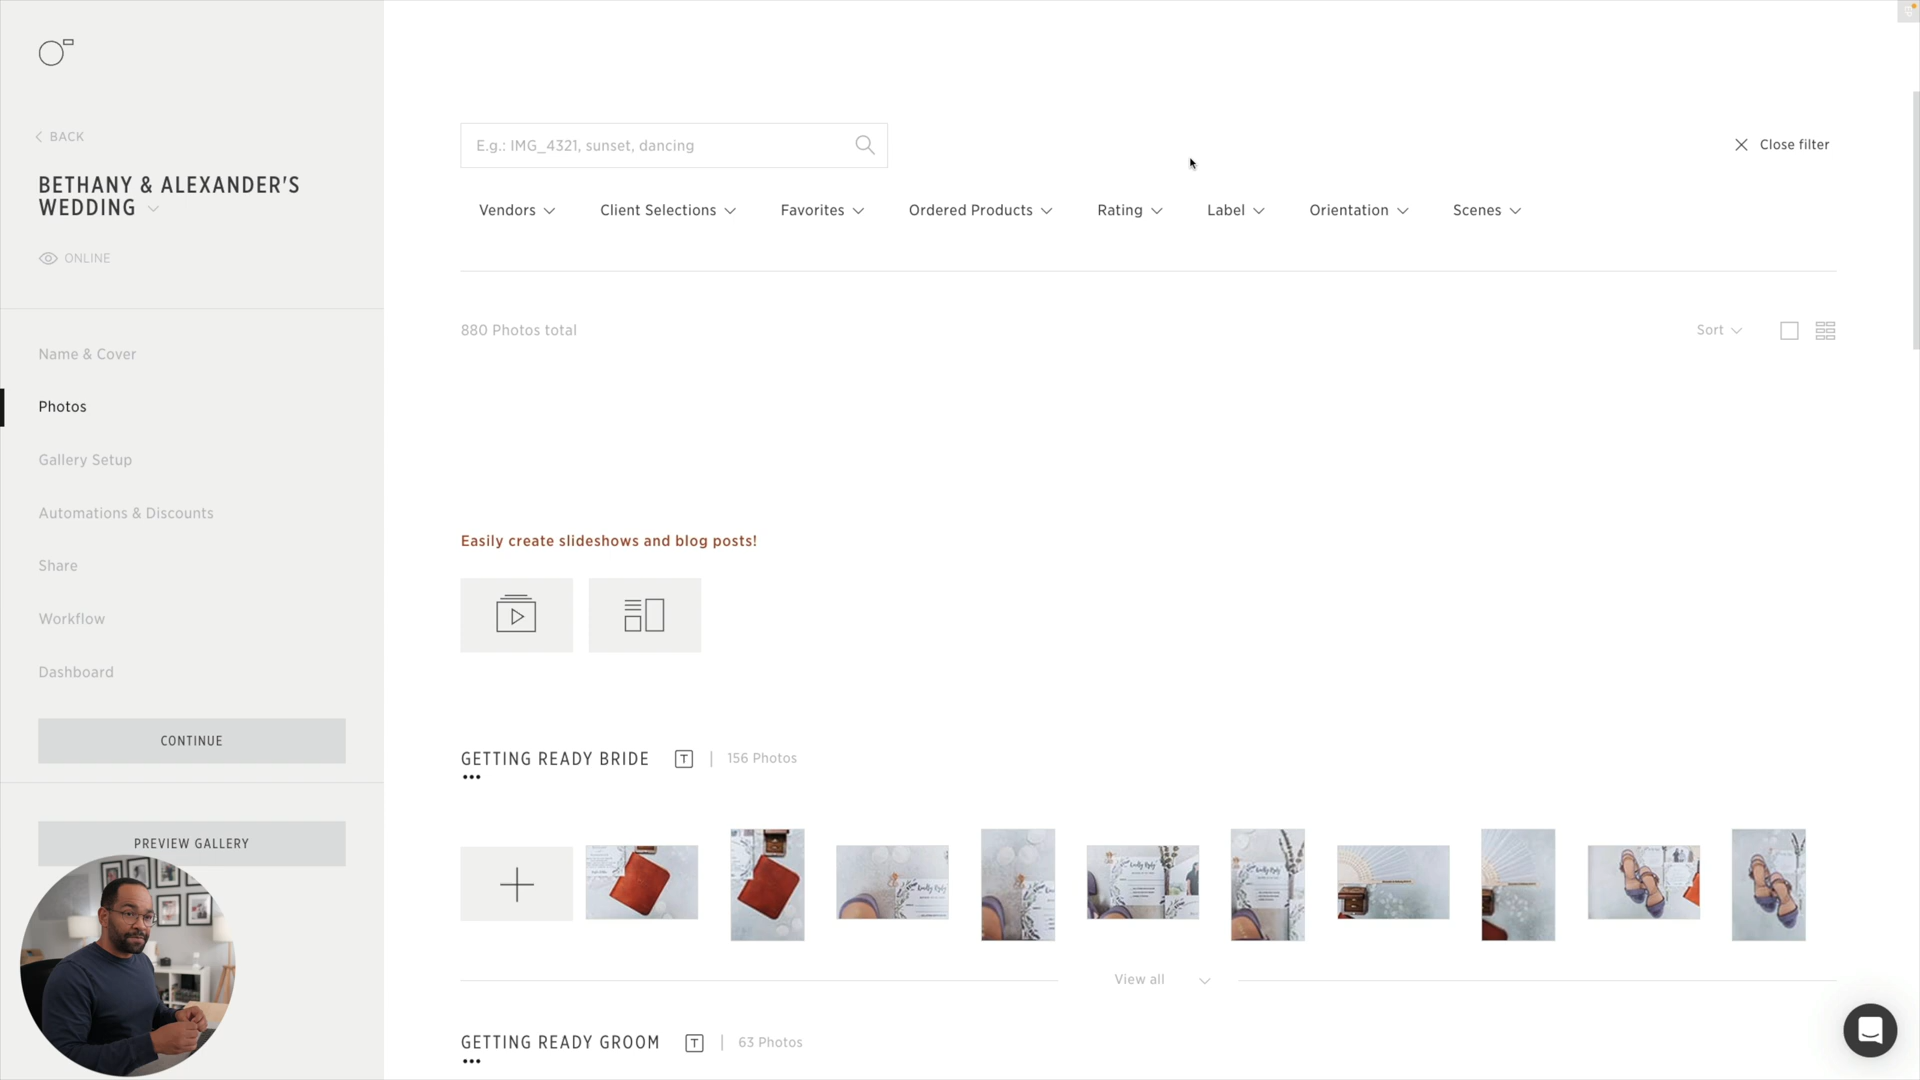 BACK
BETHANY & ALEXANDER'S
WEDDING
ONLINE
Name & Cover
Photos
Gallery Setup
Automations & Discounts
Share
Workflow
Dashboard
CONTINUE
PREVIEW GALLERY
E.g.: IMG_4321, sunset, dancing
Close filter
Vendors Client Selections Favorites Ordered Products Rating Label Orientation Scenes
880 Photos total
Sort
Easily create slideshows and blog posts!
GETTING READY BRIDE T | 156 Photos
View all
GETTING READY GROOM T | 63 Photos